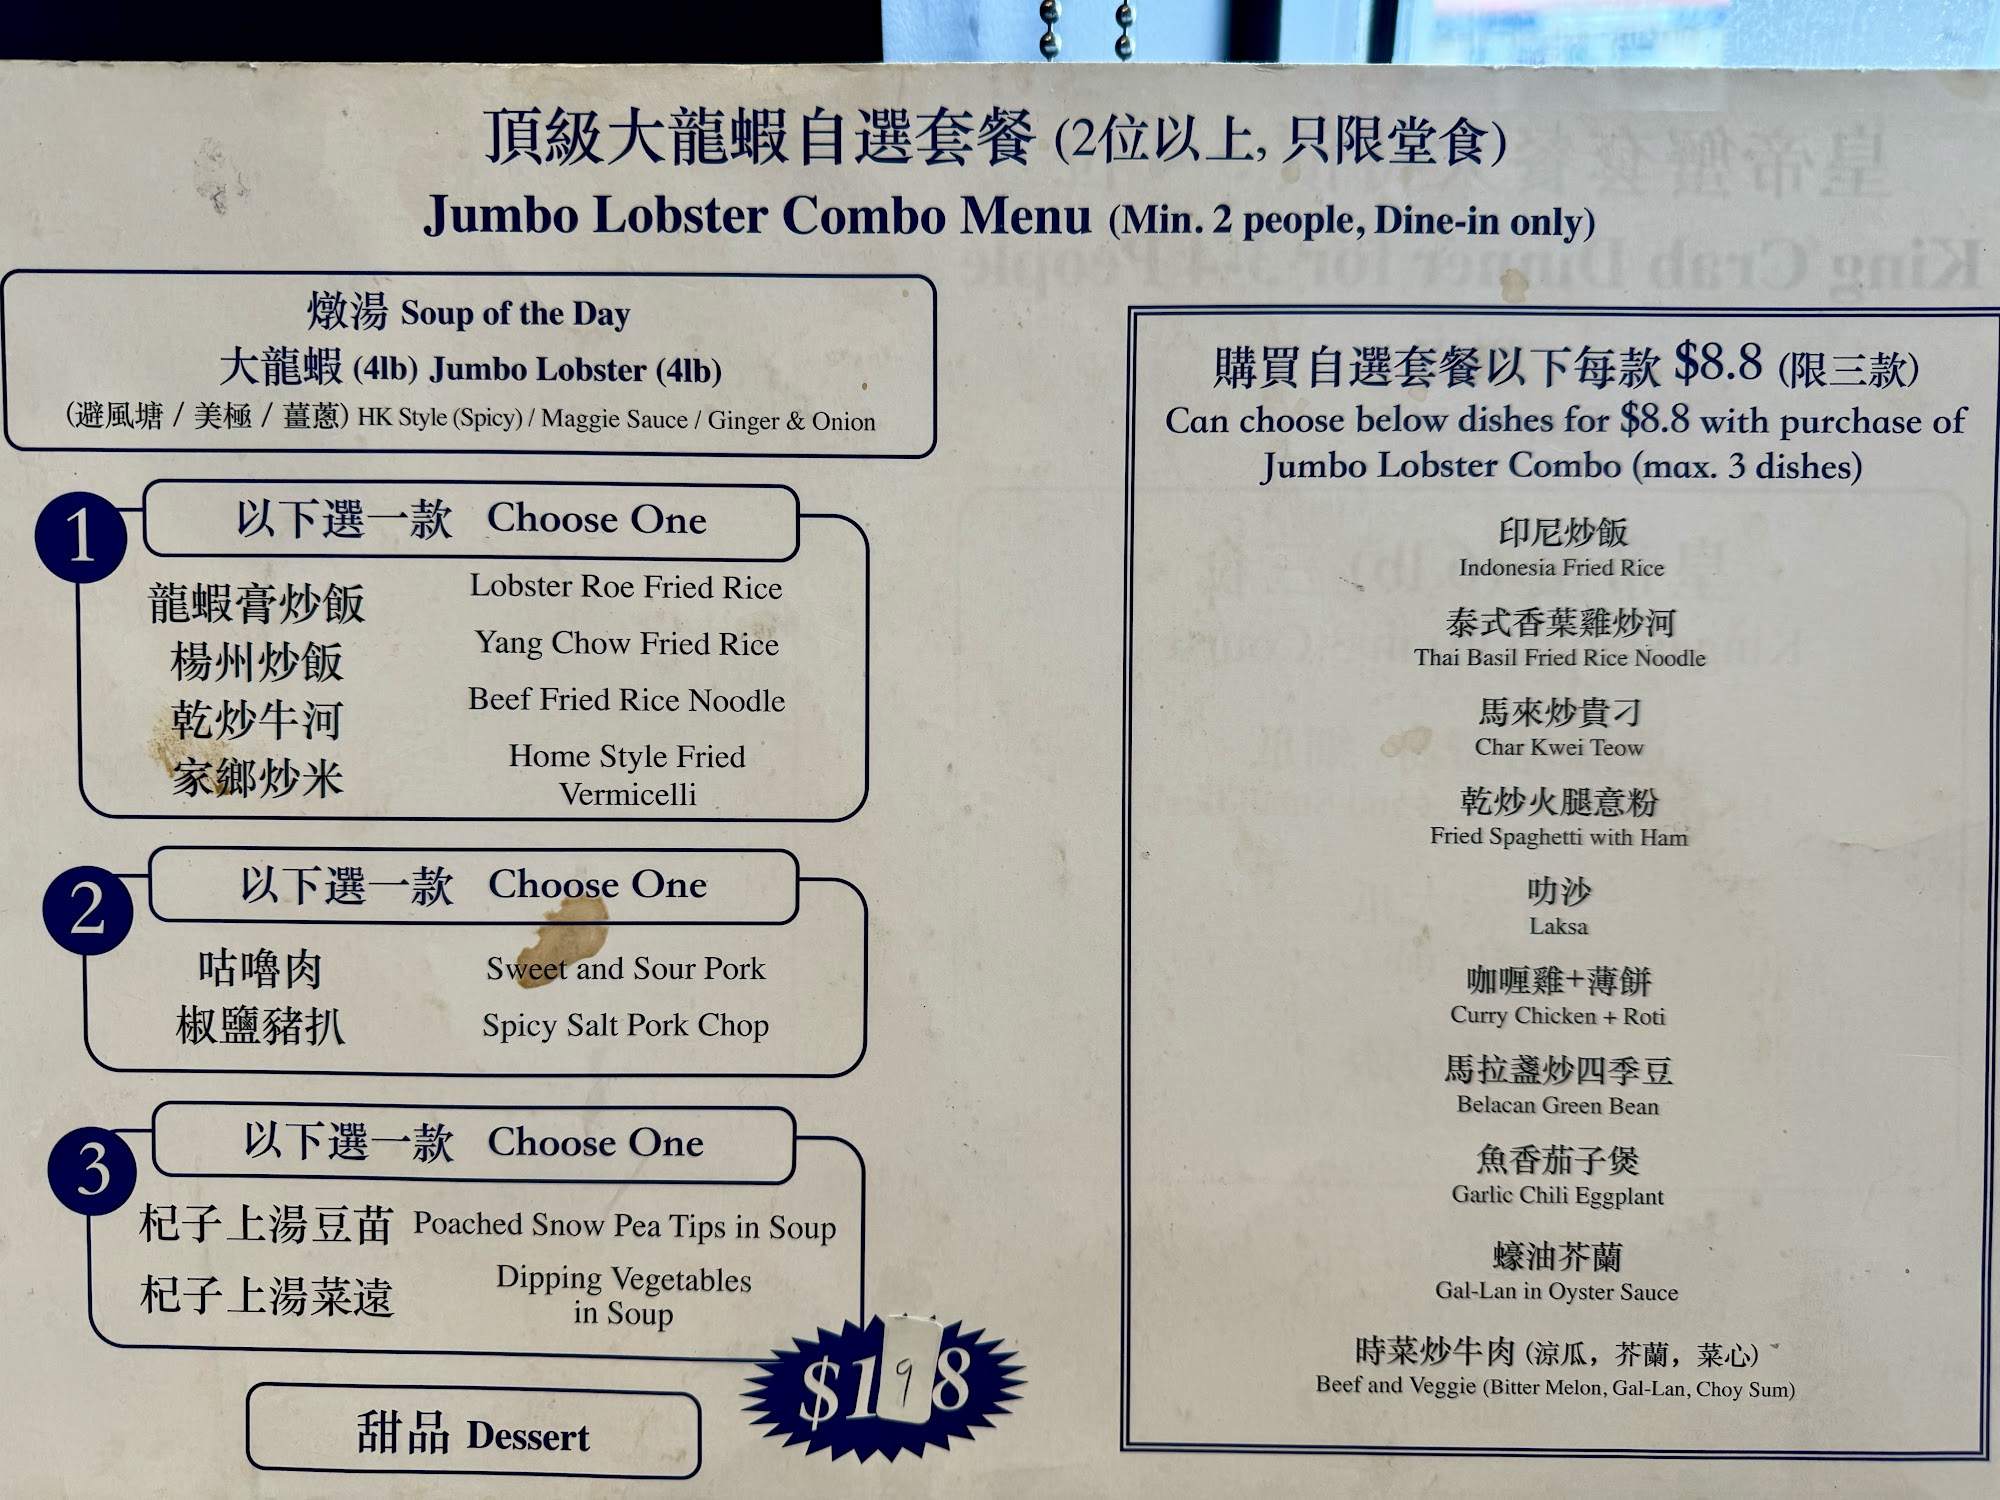 頂級大龍蝦自選套餐 (2位以上, 只限堂食)
Jumbo Lobster Combo Menu (Min. 2 people, Dine-in only)
燉湯 Soup of the Day
大龍蝦 (4lb) Jumbo Lobster (4lb)
(避風塘 / 美極 / 薑蔥) HK Style (Spicy) / Maggie Sauce / Ginger & Onion
1 以下選一款 Choose One
龍蝦膏炒飯 Lobster Roe Fried Rice
楊州炒飯 Yang Chow Fried Rice
乾炒牛河 Beef Fried Rice Noodle
家鄉炒米 Home Style Fried
Vermicelli
2 以下選一款 Choose One
咕嚕肉 Sweet and Sour Pork
椒鹽豬扒 Spicy Salt Pork Chop
3 以下選一款 Choose One
杞子上湯豆苗 Poached Snow Pea Tips in Soup
杞子上湯菜遠 Dipping Vegetables
in Soup
$198
甜品 Dessert
購買自選套餐以下每款 $8.8 (限三款)
Can choose below dishes for $8.8 with purchase of
Jumbo Lobster Combo (max. 3 dishes)
印尼炒飯
Indonesia Fried Rice
泰式香葉雞炒河
Thai Basil Fried Rice Noodle
馬來炒貴刁
Char Kwei Teow
乾炒火腿意粉
Fried Spaghetti with Ham
叻沙
Laksa
咖喱雞+薄餅
Curry Chicken + Roti
馬拉盞炒四季豆
Belacan Green Bean
魚香茄子煲
Garlic Chili Eggplant
蠔油芥蘭
Gal-Lan in Oyster Sauce
時菜炒牛肉 (涼瓜，芥蘭，菜心)
Beef and Veggie (Bitter Melon, Gal-Lan, Choy Sum)